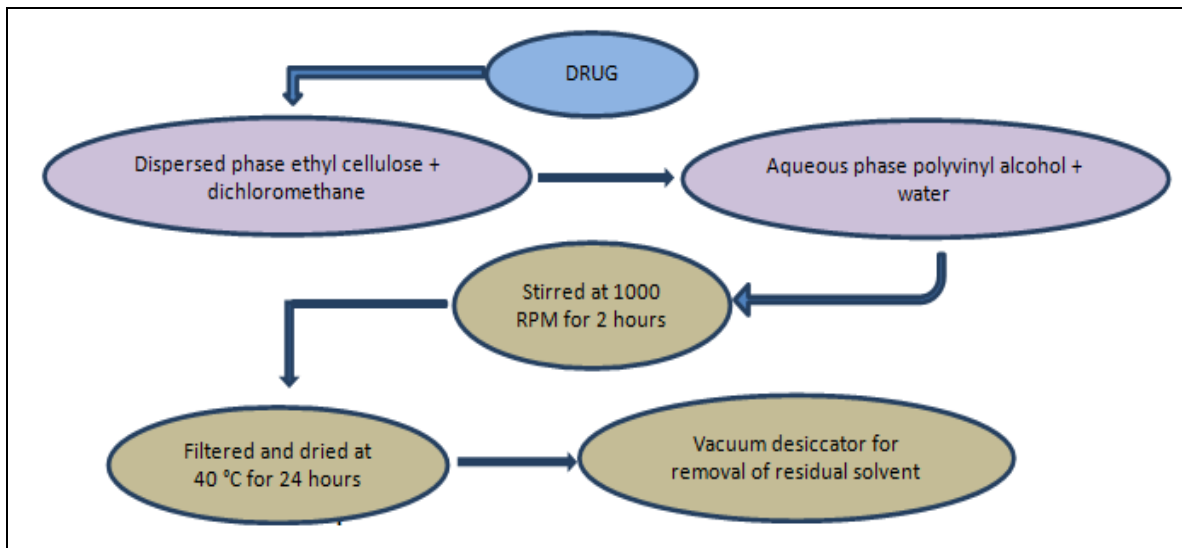 DRUG
Dispersed phase ethyl cellulose +
dichloromethane
Aqueous phase polyvinyl alcohol +
water
Stirred at 1000
RPM for 2 hours
Filtered and dried at
40 °C for 24 hours
Vacuum desiccator for
removal of residual solvent